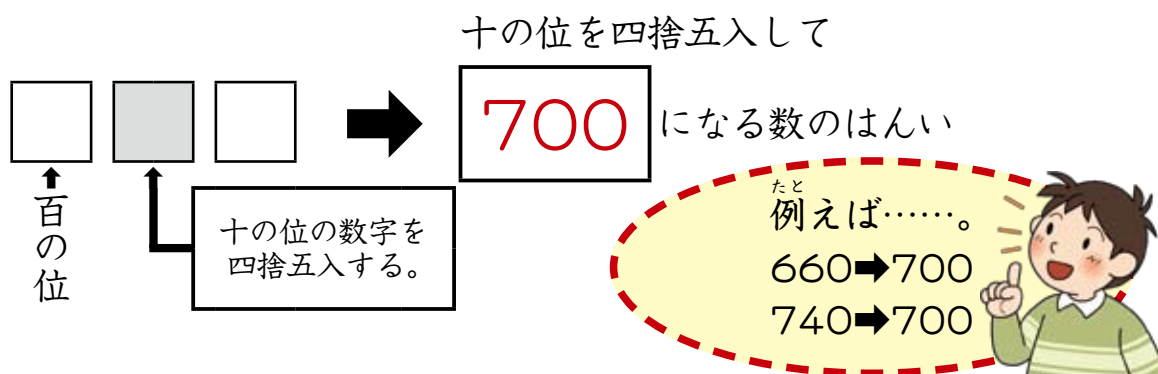 十の位を四捨五入して
700 になる数のはんい
百の位
十の位の数字を
四捨五入する。
たと
例えば……。
660➡700
740➡700